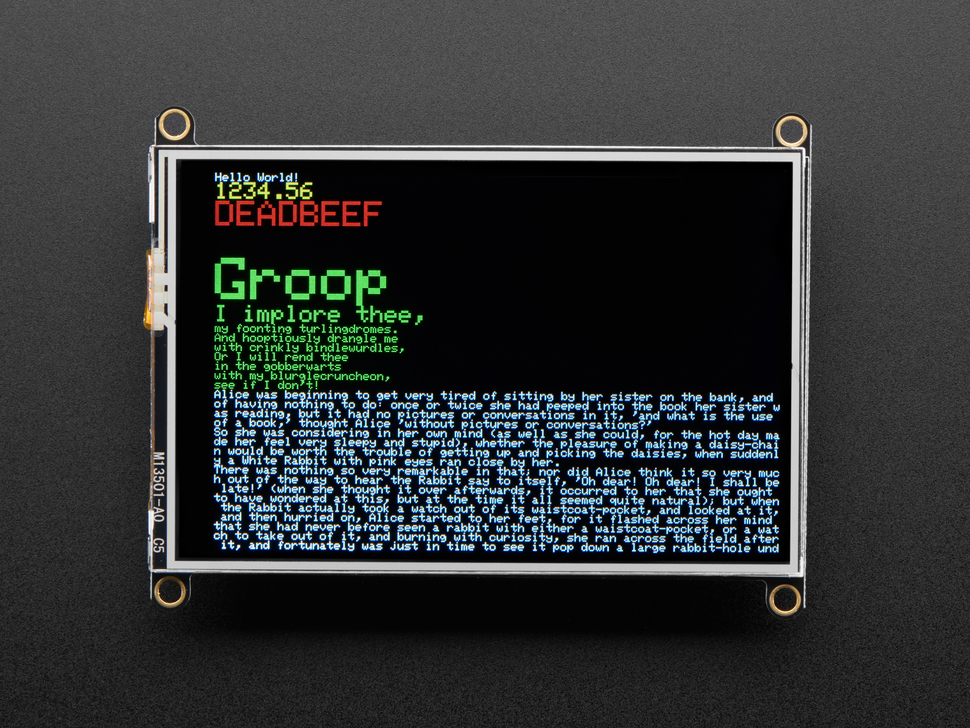 Hello World!
1234.56
DEADBEEF
Groop
I implore thee,
my foonting turlingdromes.
And hooptiously drangle me
with crinkly bindlewurdles,
Or I will rend thee
in the gobberwarts
with my blurglecruncheon,
see if I don't!
Alice was beginning to get very tired of sitting by her sister on the bank, and
of having nothing to do: once or twice she had peeped into the book her sister w
as reading, but it had no pictures or conversations in it, 'and what is the use
of a book,' thought Alice 'without pictures or conversations?'
So she was considering in her own mind (as well as she could, for the hot day ma
de her feel very sleepy and stupid), whether the pleasure of making a daisy-chai
n would be worth the trouble of getting up and picking the daisies, when suddenl
y a White Rabbit with pink eyes ran close by her.
There was nothing so very remarkable in that; nor did Alice think it so very muc
h out of the way to hear the Rabbit say to itself, 'Oh dear! Oh dear! I shall be
late!' (when she thought it over afterwards, it occurred to her that she ought
to have wondered at this, but at the time it all seemed quite natural); but when
the Rabbit actually took a watch out of its waistcoat-pocket, and looked at it,
and then hurried on, Alice started to her feet, for it flashed across her mind
that she had never before seen a rabbit with either a waistcoat-pocket, or a wat
ch to take out of it, and burning with curiosity, she ran across the field after
it, and fortunately was just in time to see it pop down a large rabbit-hole und
M13501-A0 C5